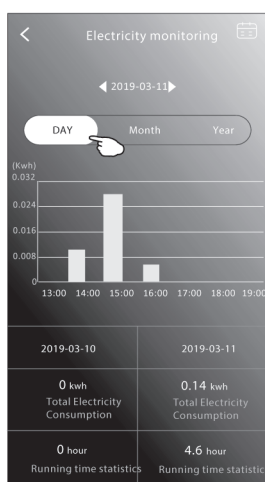 Electricity monitoring
2019-03-11
DAY Month Year
(Kwh)
0.032
0.024
0.016
0.008
0
13:00 14:00 15:00 16:00 17:00 18:00 19:00
2019-03-10 2019-03-11
0 kwh 0.14 kwh
Total Electricity Total Electricity
Consumption Consumption
0 hour 4.6 hour
Running time statistics Running time statistic